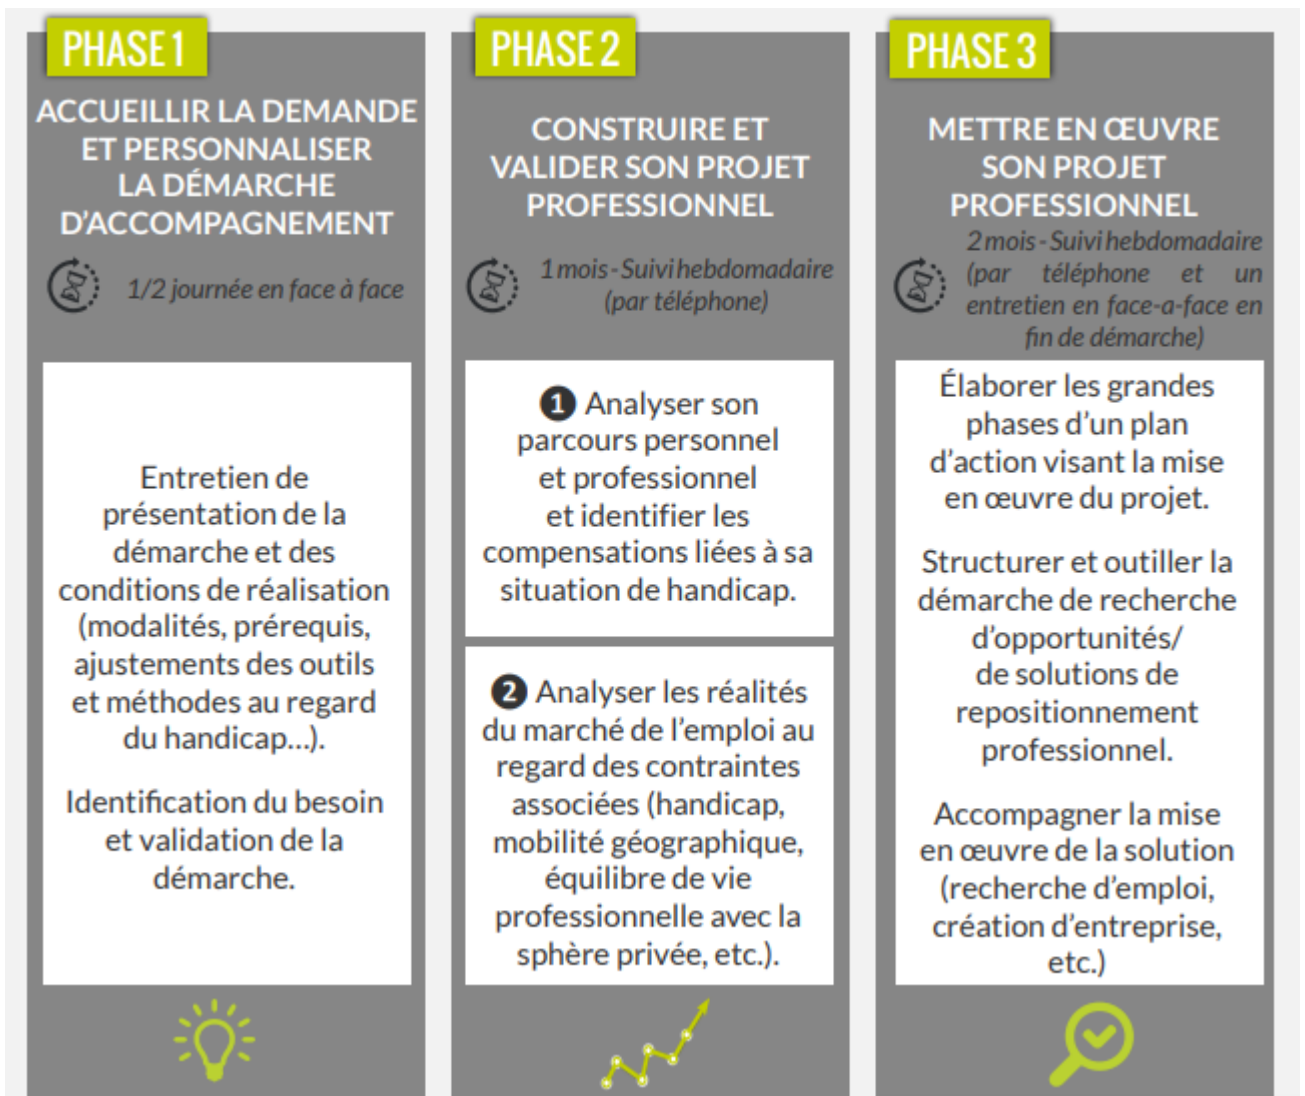 PHASE 1
ACCUEILLIR LA DEMANDE
ET PERSONNALISER
LA DÉMARCHE
D'ACCOMPAGNEMENT
1/2 journée en face à face
Entretien de
présentation de la
démarche et des
conditions de réalisation
(modalités, prérequis,
ajustements des outils
et méthodes au regard
du handicap…).
Identification du besoin
et validation de la
démarche.
PHASE 2
CONSTRUIRE ET
VALIDER SON PROJET
PROFESSIONNEL
1 mois - Suivi hebdomadaire
(par téléphone)
1 Analyser son
parcours personnel
et professionnel
et identifier les
compensations liées à sa
situation de handicap.
2 Analyser les réalités
du marché de l'emploi au
regard des contraintes
associées (handicap,
mobilité géographique,
équilibre de vie
professionnelle avec la
sphère privée, etc.).
PHASE 3
METTRE EN ŒUVRE
SON PROJET
PROFESSIONNEL
2 mois - Suivi hebdomadaire
(par téléphone et un
entretien en face-a-face en
fin de démarche)
Élaborer les grandes
phases d'un plan
d'action visant la mise
en œuvre du projet.
Structurer et outiller la
démarche de recherche
d'opportunités/
de solutions de
repositionnement
professionnel.
Accompagner la mise
en œuvre de la solution
(recherche d'emploi,
création d'entreprise,
etc.)